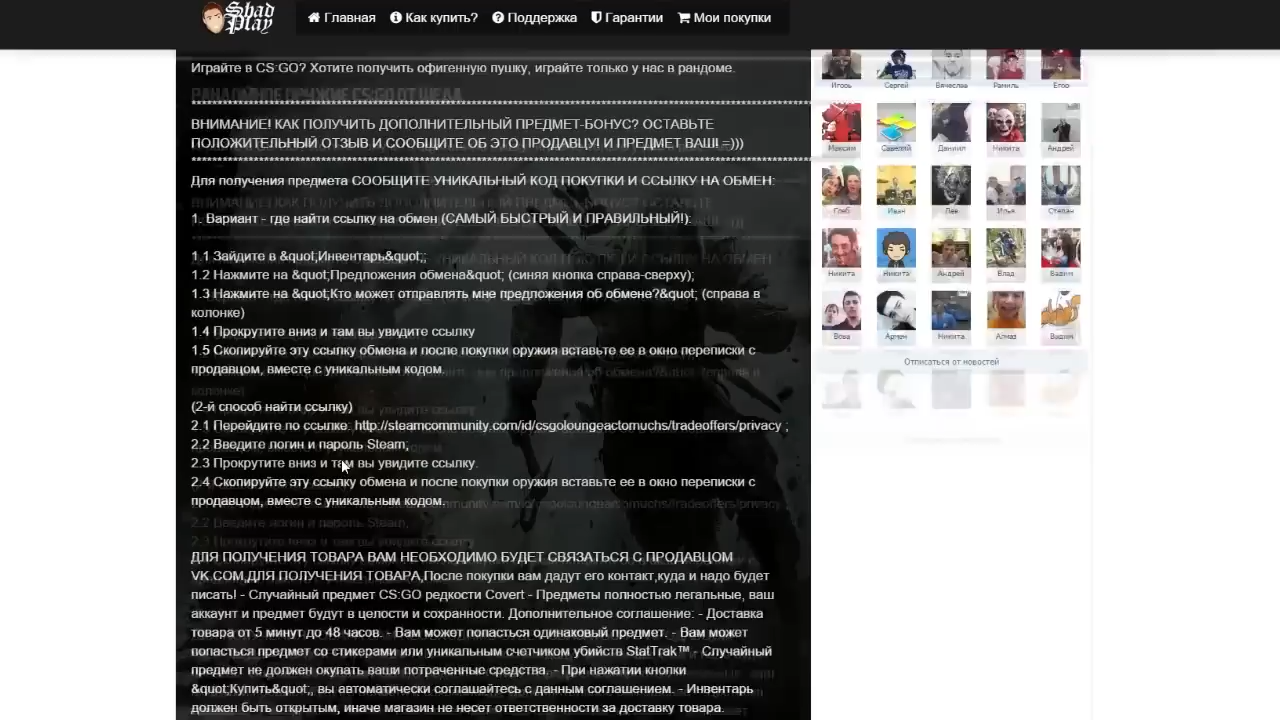 Shad
Play
Главная
Как купить?
Поддержка
Гарантии
Мои покупки
Играйте в CS:GO? Хотите получить офигенную пушку, играйте только у нас в рандоме.
ВНИМАНИЕ! КАК ПОЛУЧИТЬ ДОПОЛНИТЕЛЬНЫЙ ПРЕДМЕТ-БОНУС? ОСТАВЬТЕ
ПОЛОЖИТЕЛЬНЫЙ ОТЗЫВ И СООБЩИТЕ ОБ ЭТО ПРОДАВЦУ! И ПРЕДМЕТ ВАШ! =)))
Для получения предмета СООБЩИТЕ УНИКАЛЬНЫЙ КОД ПОКУПКИ И ССЫЛКУ НА ОБМЕН:
1. Вариант - где найти ссылку на обмен (САМЫЙ БЫСТРЫЙ И ПРАВИЛЬНЫЙ!):
1.1 Зайдите в &quot;Инвентарь&quot;;
1.2 Нажмите на &quot;Предложения обмена&quot; (синяя кнопка справа-сверху);
1.3 Нажмите на &quot;Кто может отправлять мне предложения об обмене?&quot; (справа в
колонке)
1.4 Прокрутите вниз и там вы увидите ссылку
1.5 Скопируйте эту ссылку обмена и после покупки оружия вставьте ее в окно переписки с
продавцом, вместе с уникальным кодом.
(2-й способ найти ссылку)
2.1 Перейдите по ссылке: http://steamcommunity.com/id/csgoloungeactomuchs/tradeoffers/privacy ;
2.2 Введите логин и пароль Steam;
2.3 Прокрутите вниз и там вы увидите ссылку.
2.4 Скопируйте эту ссылку обмена и после покупки оружия вставьте ее в окно переписки с
продавцом, вместе с уникальным кодом.
ДЛЯ ПОЛУЧЕНИЯ ТОВАРА ВАМ НЕОБХОДИМО БУДЕТ СВЯЗАТЬСЯ С ПРОДАВЦОМ
VK.COM,ДЛЯ ПОЛУЧЕНИЯ ТОВАРА,После покупки вам дадут его контакт,куда и надо будет
писать! - Случайный предмет CS:GO редкости Covert - Предметы полностью легальные, ваш
аккаунт и предмет будут в целости и сохранности. Дополнительное соглашение: - Доставка
товара от 5 минут до 48 часов. - Вам может попасться одинаковый предмет. - Вам может
попасться предмет со стикерами или уникальным счетчиком убийств StatTrak™ - Случайный
предмет не должен окупать ваши потраченные средства. - При нажатии кнопки
&quot;Купить&quot;, вы автоматически соглашайтесь с данным соглашением. - Инвентарь
должен быть открытым, иначе магазин не несет ответственности за доставку товара.
Игорь Сергей Вячеслав Рамиль Егор
Максим Савелий Даниил Никита Андрей
Глеб Иван Лев Илья Степан
Никита Никита Андрей Влад Вадим
Вова Армен Никита Алмаз Вадим
Отписаться от новостей